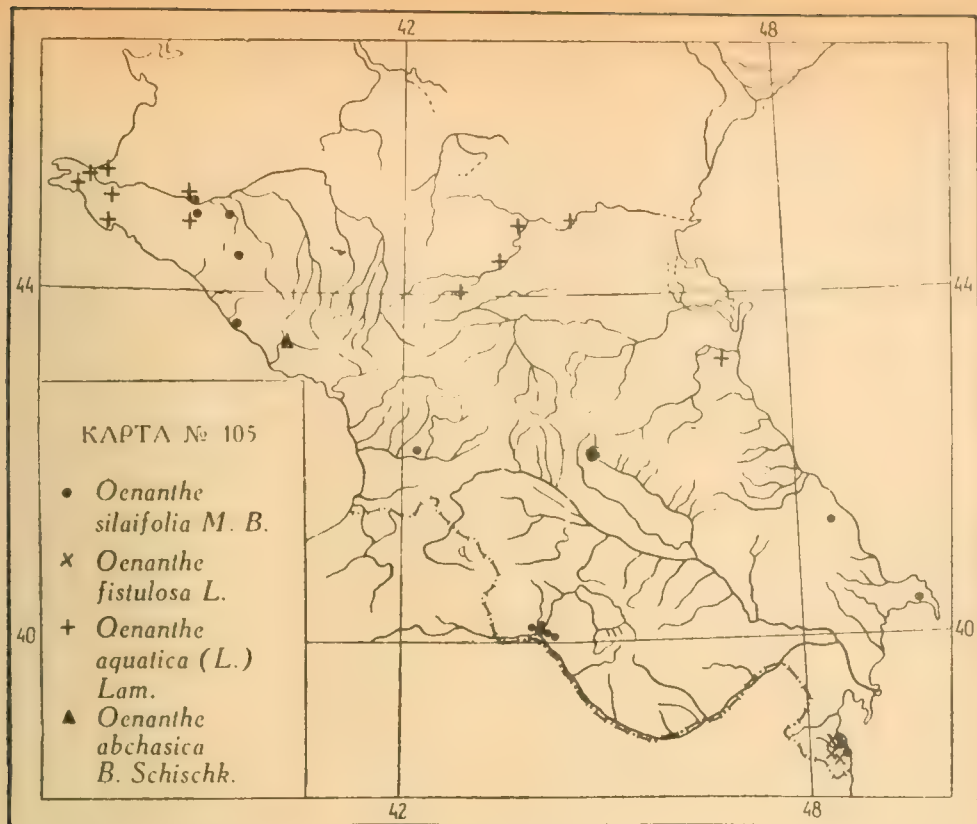 42 48
44 44
КАРТА № 105
Oenanthe
silaifolia M. B.
Oenanthe
fistulosa L.
Oenanthe
aquatica (L.)
Lam.
Oenanthe
abchasica
B. Schischk.
40 40
42 48